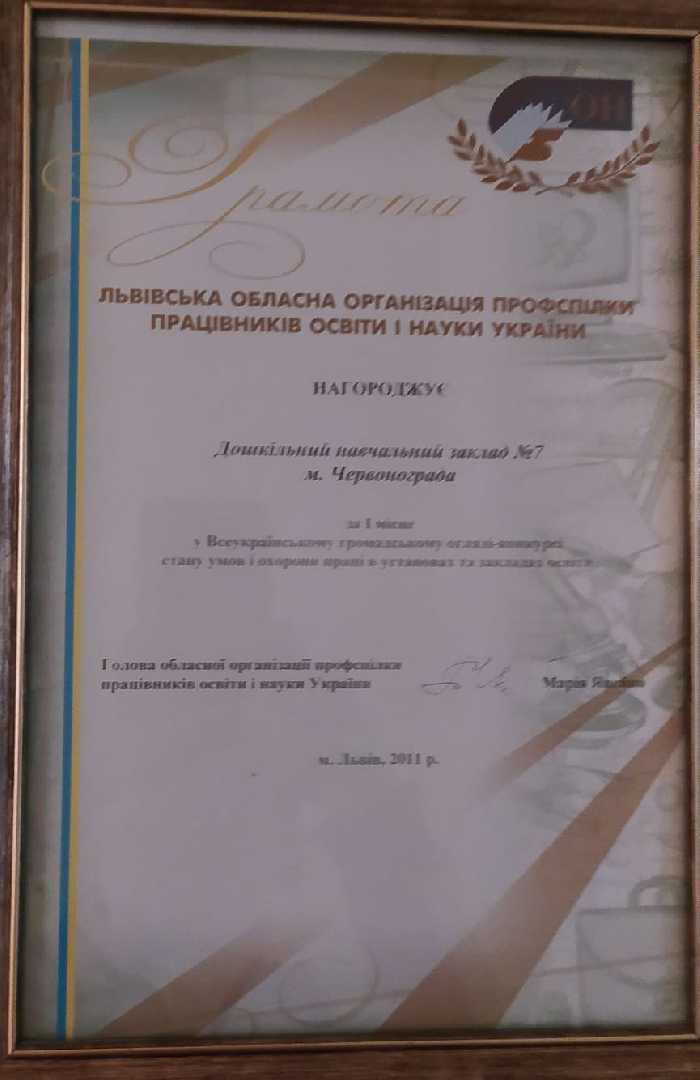 ОН
Грамота
ЛЬВІВСЬКА ОБЛАСНА ОРГАНІЗАЦІЯ ПРОФСПІЛКИ
ПРАЦІВНИКІВ ОСВІТИ І НАУКИ УКРАЇНИ
НАГОРОДЖУЄ
Дошкільний навчальний заклад №7
м. Червонограда
за І місце
у Всеукраїнському громадському огляді-конкурсі
стану умов і охорони праці в установах та закладах освіти
Голова обласної організації профспілки
працівників освіти і науки України
Марія
м. Львів, 2011 р.